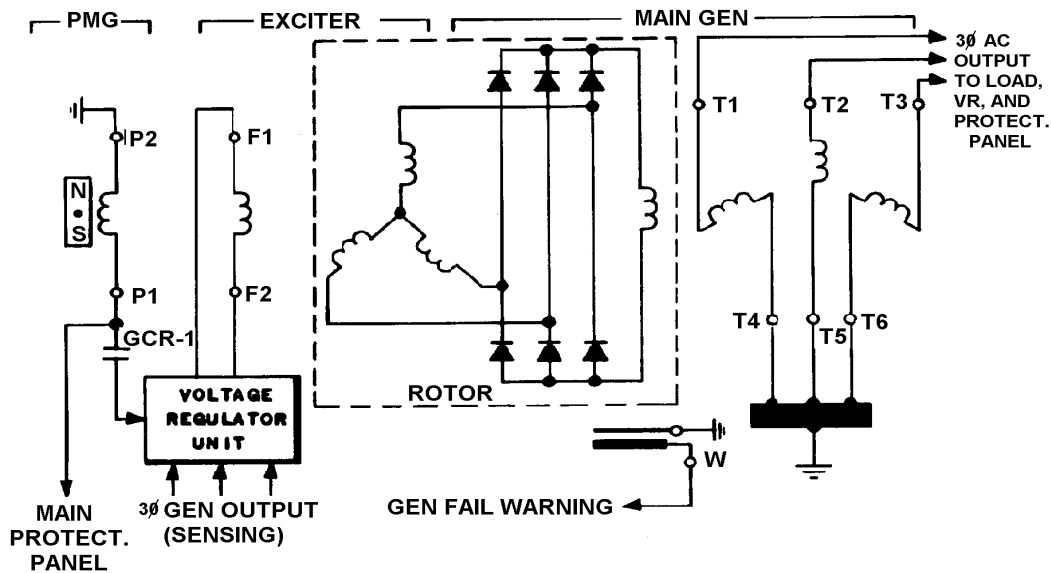 PMG
EXCITER
MAIN GEN
3Ø AC
OUTPUT
TO LOAD,
VR, AND
PROTECT.
PANEL
T1
T2
T3
P2
F1
N
S
P1
F2
GCR-1
T4
T5
T6
VOLTAGE
REGULATOR
UNIT
ROTOR
W
GEN FAIL WARNING
3Ø GEN OUTPUT
(SENSING)
MAIN
PROTECT.
PANEL